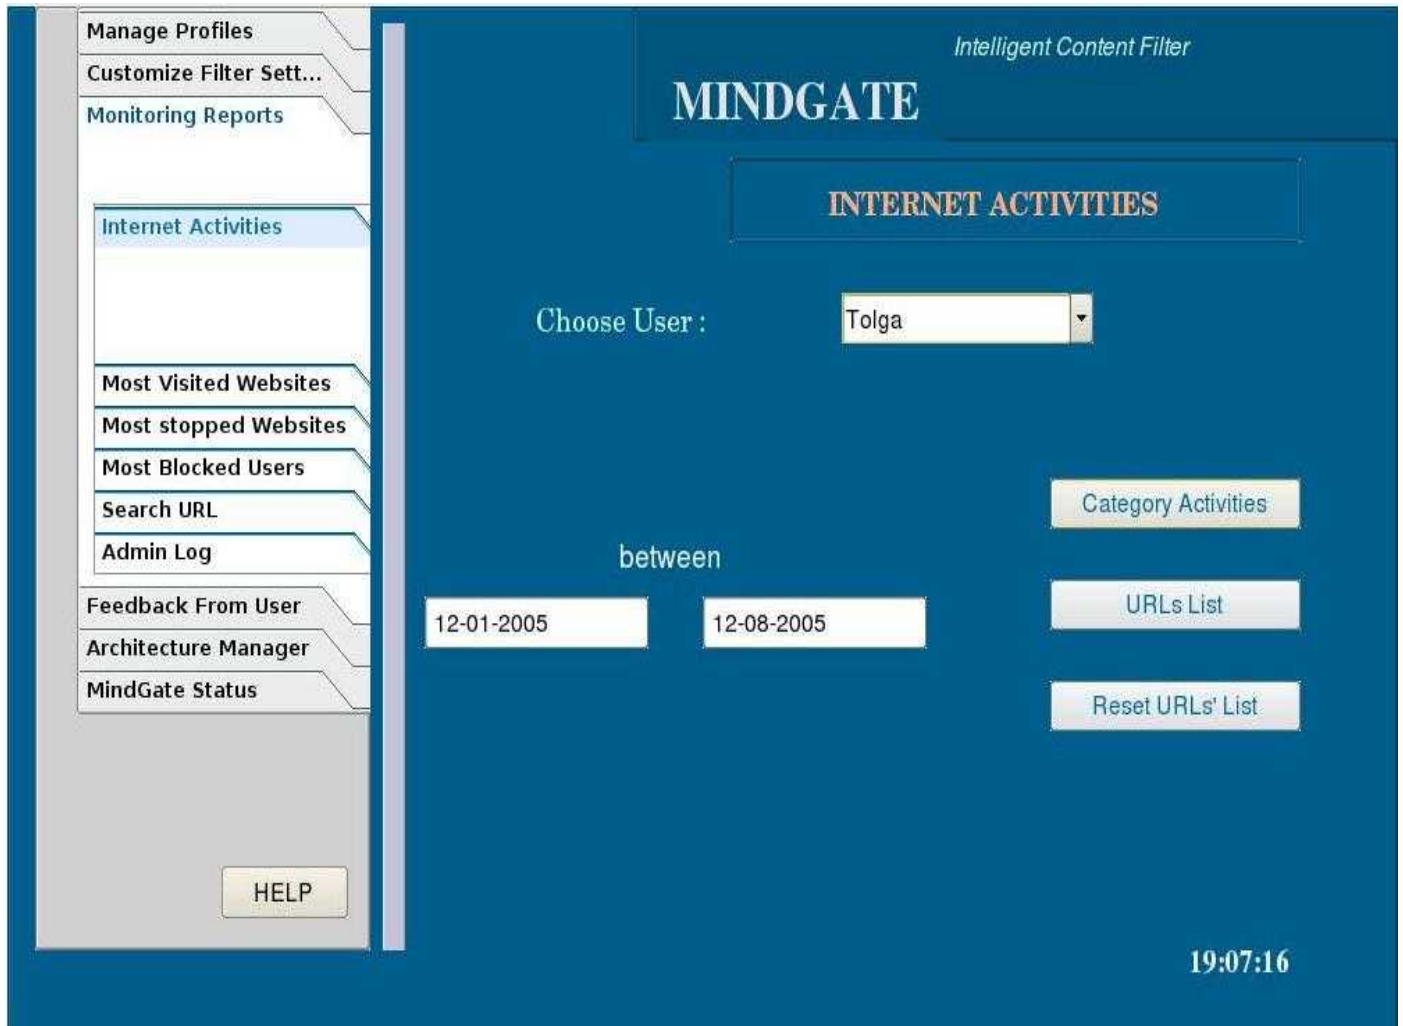 Manage Profiles
Customize Filter Sett...
Monitoring Reports
Internet Activities
Most Visited Websites
Most stopped Websites
Most Blocked Users
Search URL
Admin Log
Feedback From User
Architecture Manager
MindGate Status
HELP
Intelligent Content Filter
MINDGATE
INTERNET ACTIVITIES
Choose User :
Tolga
Category Activities
between
URLs List
12-01-2005
12-08-2005
Reset URLs' List
19:07:16